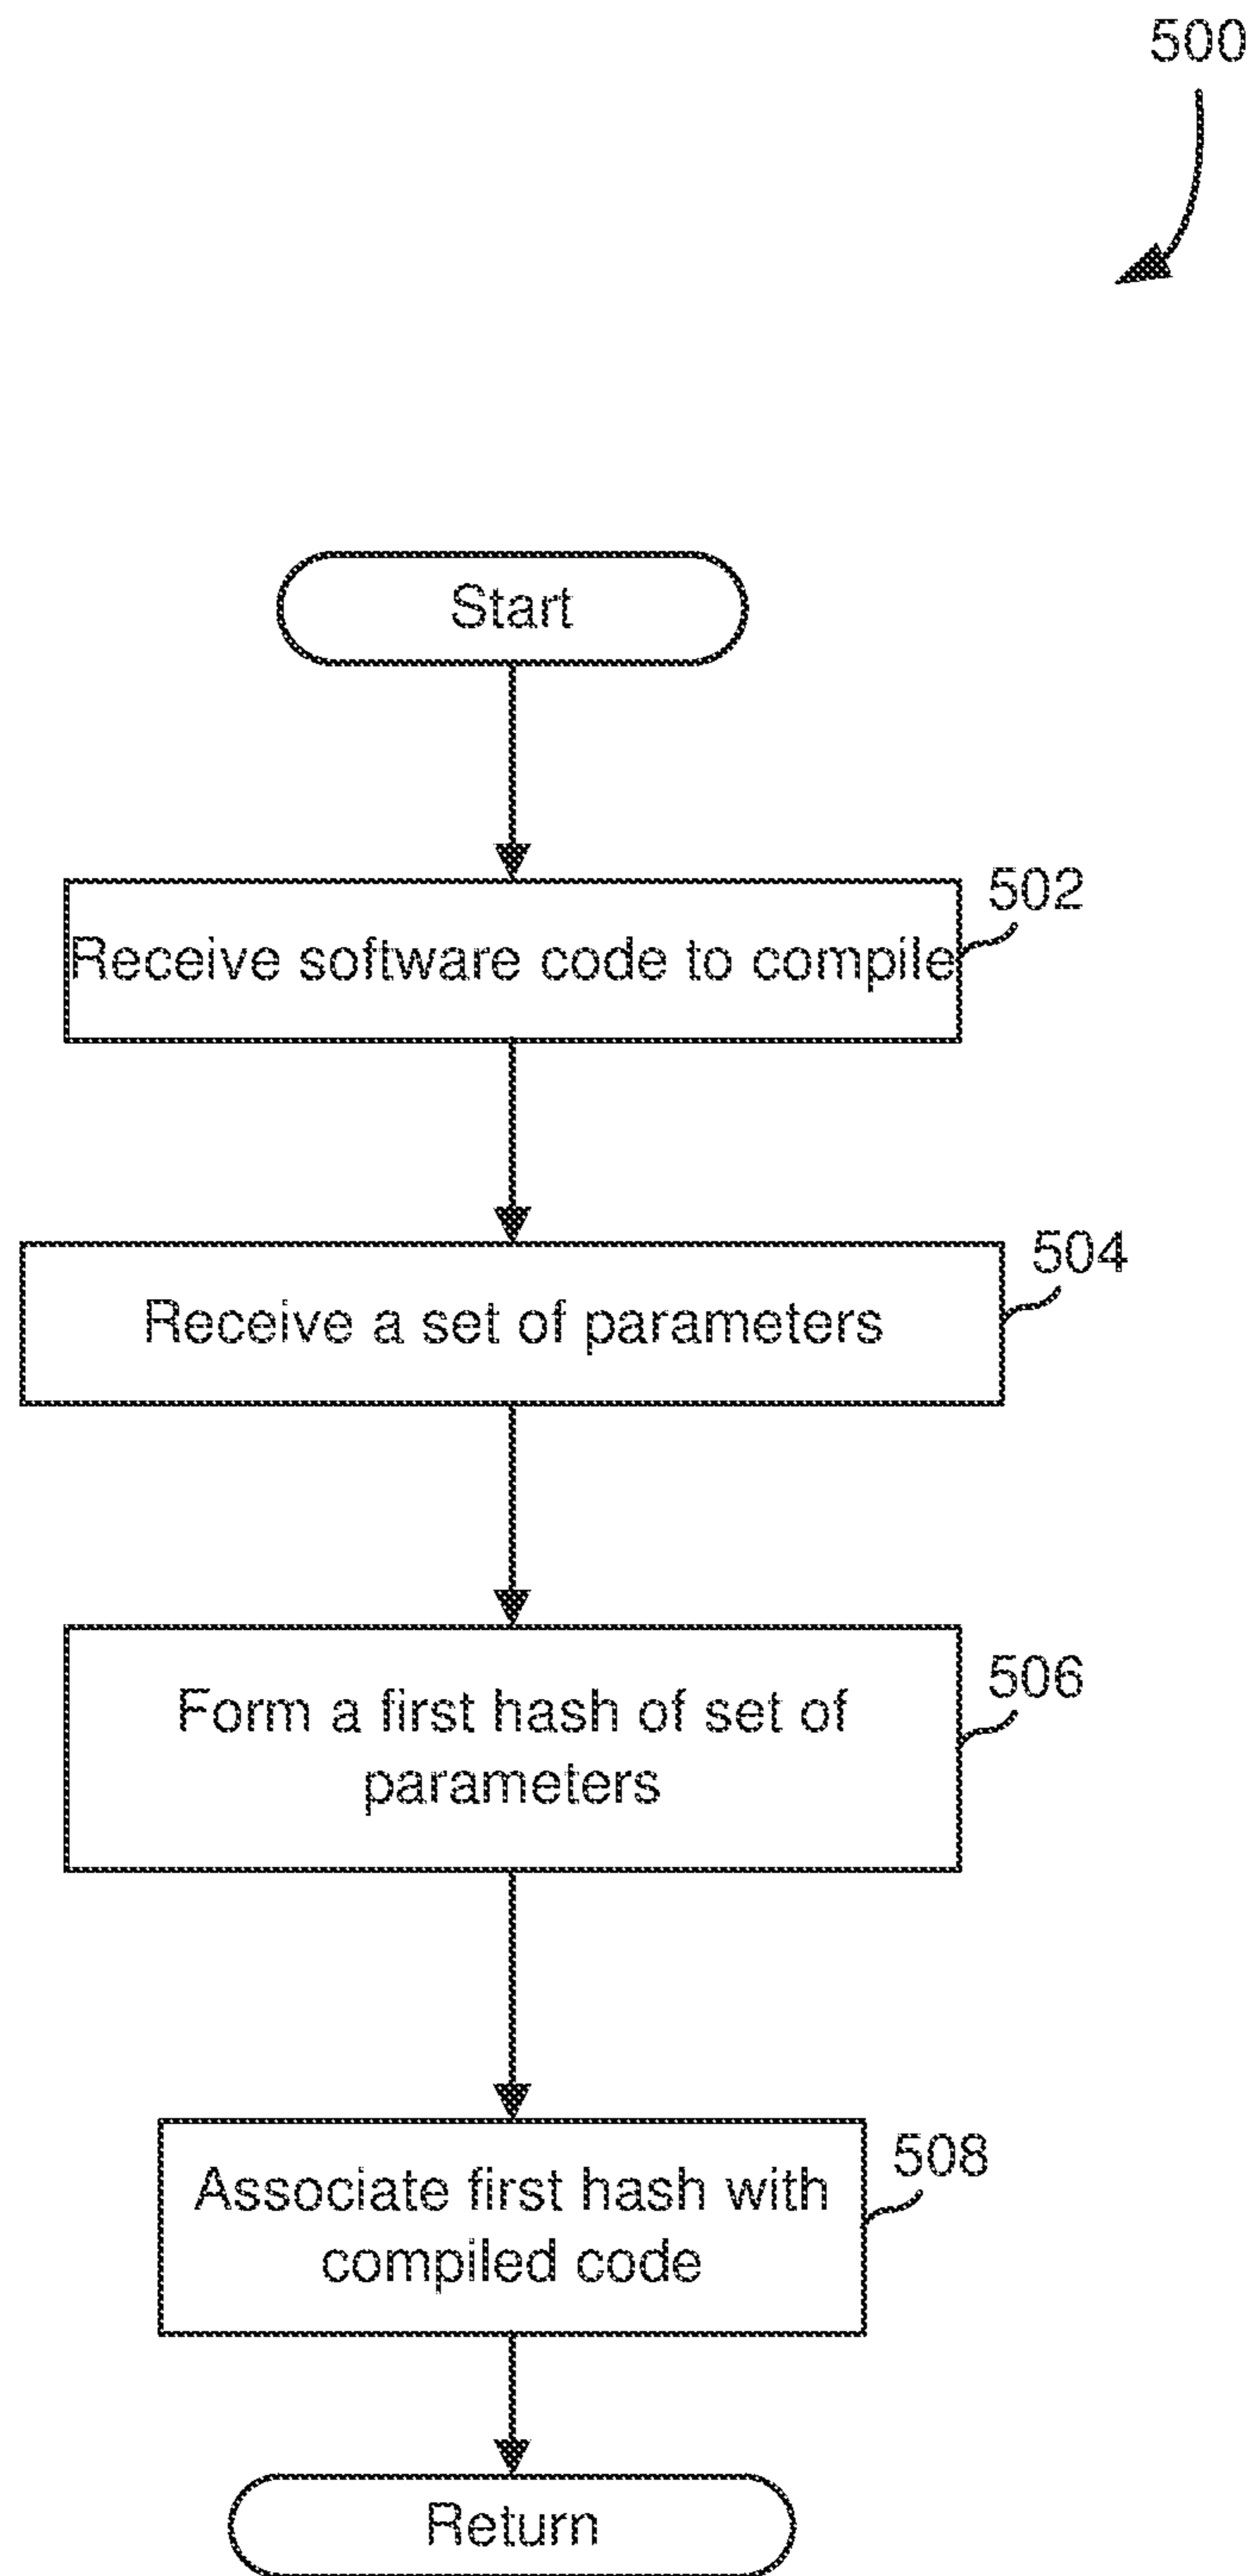 500
Start
502
Receive software code to compile
504
Receive a set of parameters
506
Form a first hash of set of
parameters
508
Associate first hash with
compiled code
Return